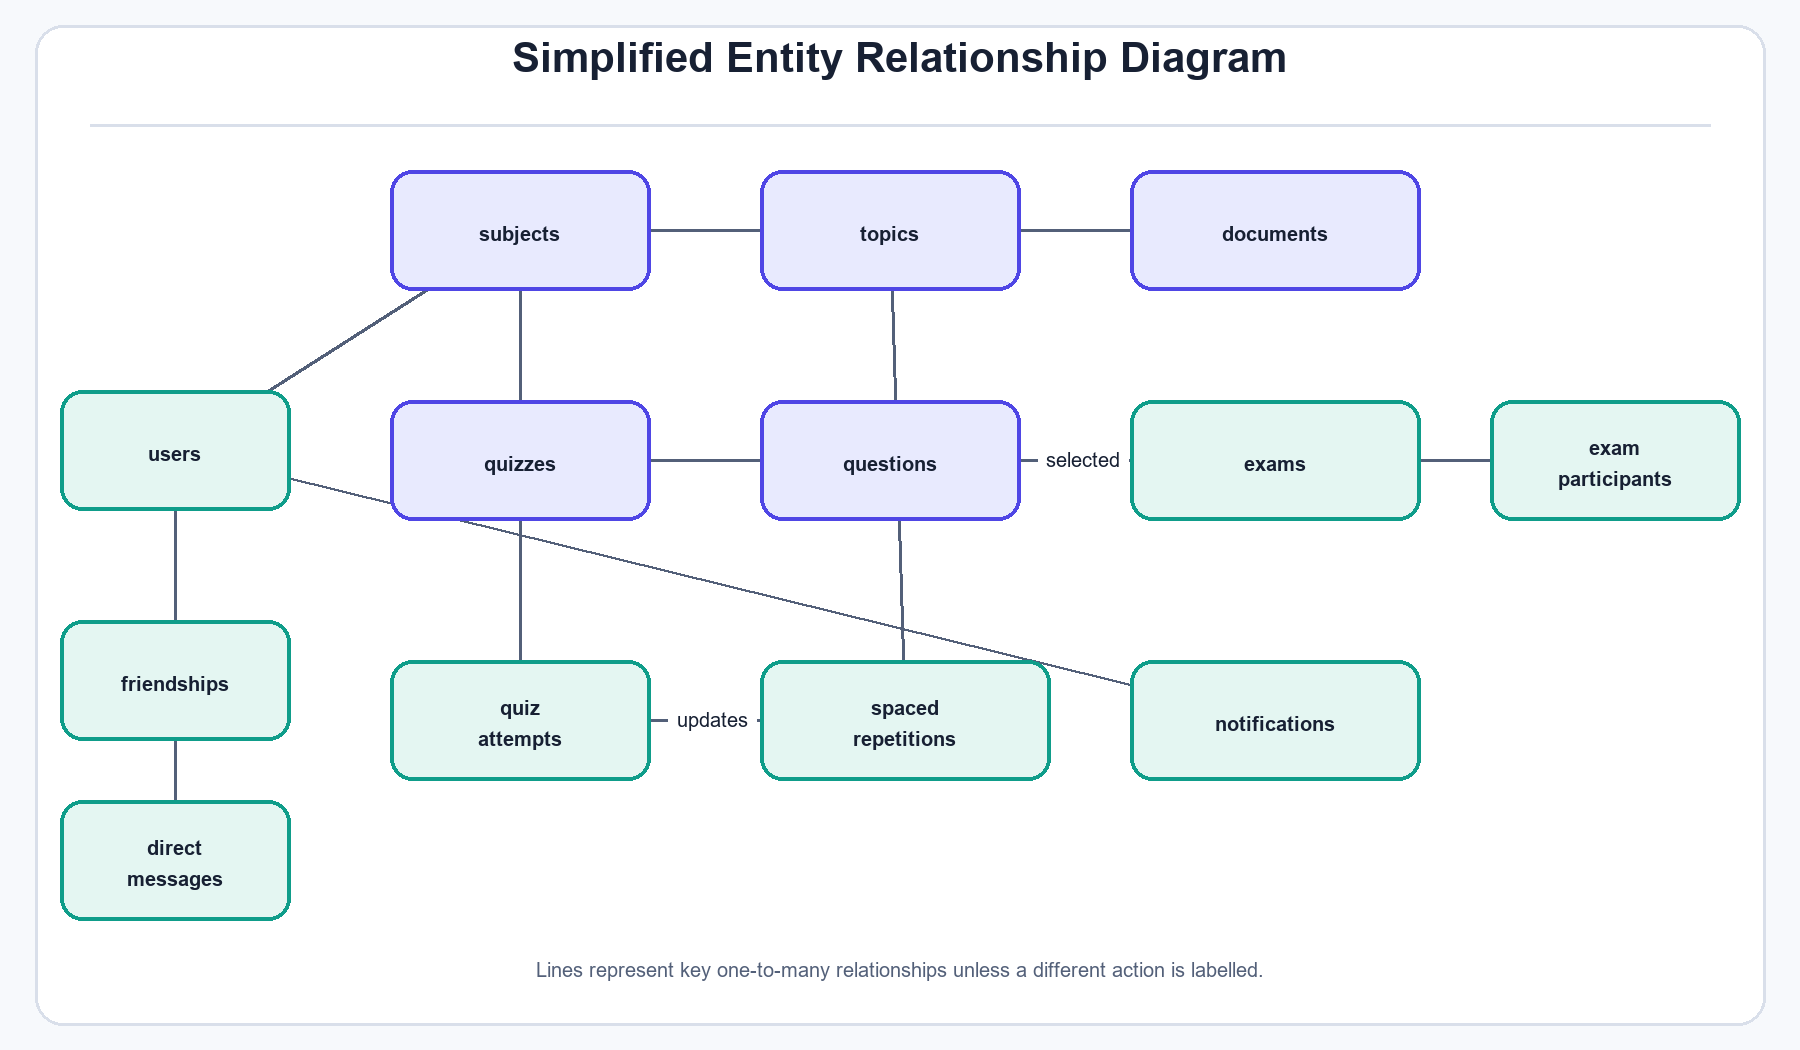 Simplified Entity Relationship Diagram
subjects
topics
documents
users
quizzes
questions
selected
exams
exam
participants
friendships
quiz
attempts
updates
spaced
repetitions
notifications
direct
messages
Lines represent key one-to-many relationships unless a different action is labelled.